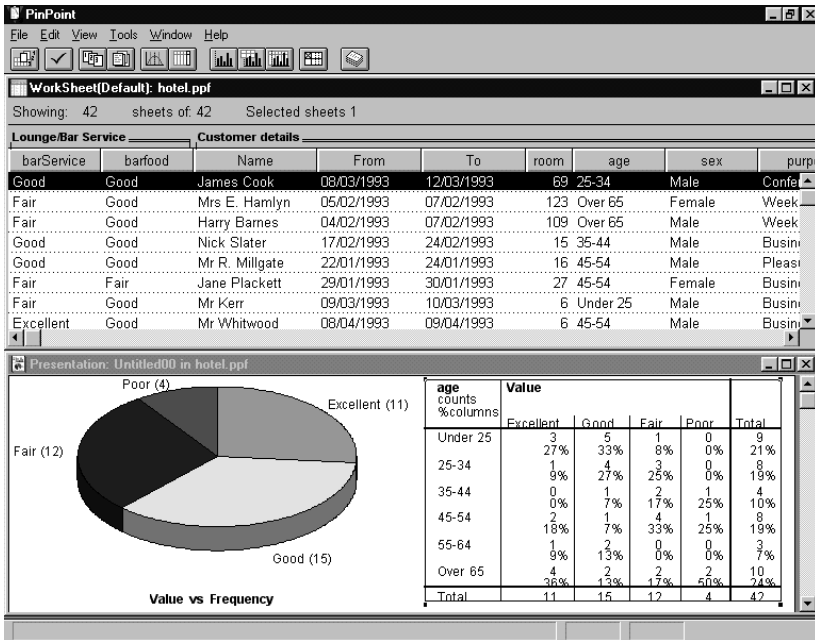 PinPoint
File Edit View Tools Window Help
WorkSheet(Default): hotel.ppf
Showing: 42 sheets of: 42 Selected sheets 1
Lounge/Bar Service Customer details
barService barfood Name From To room age sex purp
Good Good James Cook 08/03/1993 12/03/1993 69 25-34 Male Confe
Fair Good Mrs E. Hamlyn 05/02/1993 07/02/1993 123 Over 65 Female Week
Fair Good Harry Barnes 04/02/1993 07/02/1993 109 Over 65 Male Week
Good Good Nick Slater 17/02/1993 24/02/1993 15 35-44 Male Busin
Good Good Mr R. Millgate 22/01/1993 24/01/1993 16 45-54 Male Pleas
Fair Fair Jane Plackett 29/01/1993 30/01/1993 27 45-54 Female Busin
Fair Good Mr Kerr 09/03/1993 10/03/1993 6 Under 25 Male Busin
Excellent Good Mr Whitwood 08/04/1993 09/04/1993 6 45-54 Male Busin
Presentation: Untitled00 in hotel.ppf
Poor (4)
Excellent (11)
Fair (12)
Good (15)
Value vs Frequency
age Value
counts
%columns
Excellent Good Fair Poor Total
Under 25 3 5 1 0 9
27% 33% 8% 0% 21%
25-34 1 4 3 0 8
9% 27% 25% 0% 19%
35-44 0 1 2 1 4
0% 7% 17% 25% 10%
45-54 2 1 4 1 8
18% 7% 33% 25% 19%
55-64 1 2 0 0 3
9% 13% 0% 0% 7%
Over 65 4 2 2 2 10
36% 13% 17% 50% 24%
Total 11 15 12 4 42